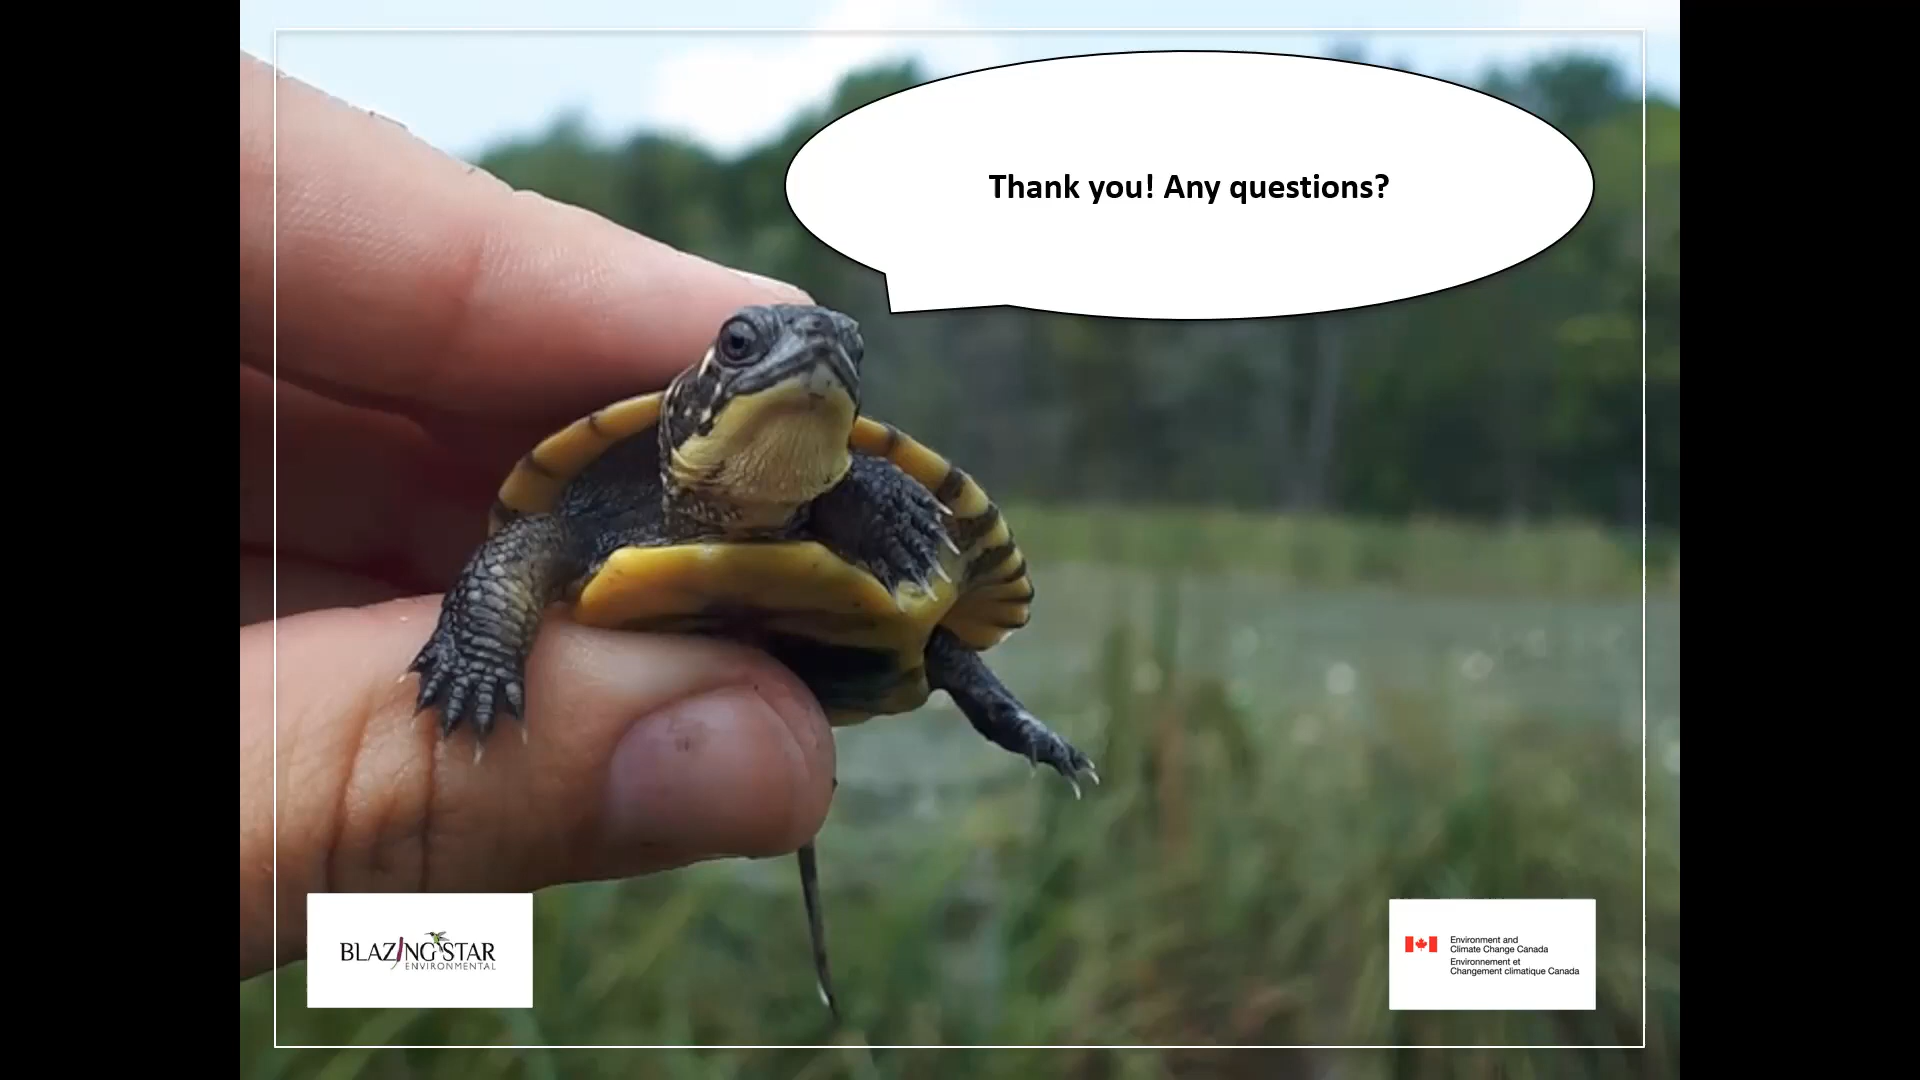 Thank you! Any questions?
BLAZING STAR
ENVIRONMENTAL
Environment and
Climate Change Canada
Environnement et
Changement climatique Canada